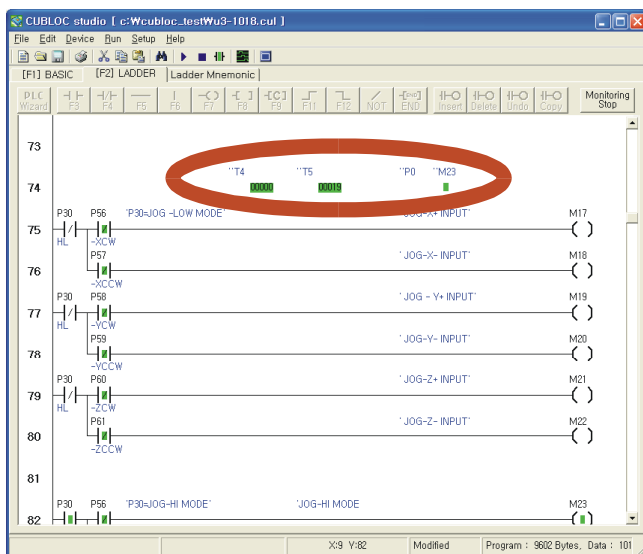 CUBLOC studio [ c:₩cubloc_test₩u3-1018.cul ]
File Edit Device Run Setup Help
[F1] BASIC [F2] LADDER Ladder Mnemonic
PLC Wizard F3 F4 F5 F6 F7 F8 [C] F9 F11 F12 NOT END Insert Delete Undo Copy Monitoring Stop
73
''T4 ''T5 ''P0 ''M23
74 00000 00019
P30 P56 'P30=JOG -LOW MODE' 'JOG-X+ INPUT' M17
75
HL -XCW
P57 ' JOG-X- INPUT' M18
76
-XCCW
P30 P58 ' JOG - Y+ INPUT' M19
77
HL -YCW
P59 'JOG-Y- INPUT' M20
78
-YCCW
P30 P60 'JOG-Z+ INPUT' M21
79
HL -ZCW
P61 ' JOG-Z- INPUT' M22
80
-ZCCW
81
P30 P56 'P30=JOG-HI MODE' 'JOG-HI MODE M23
82
X:9 Y:82 Modified Program : 9602 Bytes, Data : 101